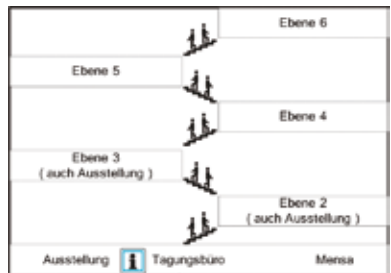 Ebene 6
Ebene 5
Ebene 4
Ebene 3
( auch Ausstellung )
Ebene 2
( auch Ausstellung )
Ausstellung i Tagungsbüro Mensa